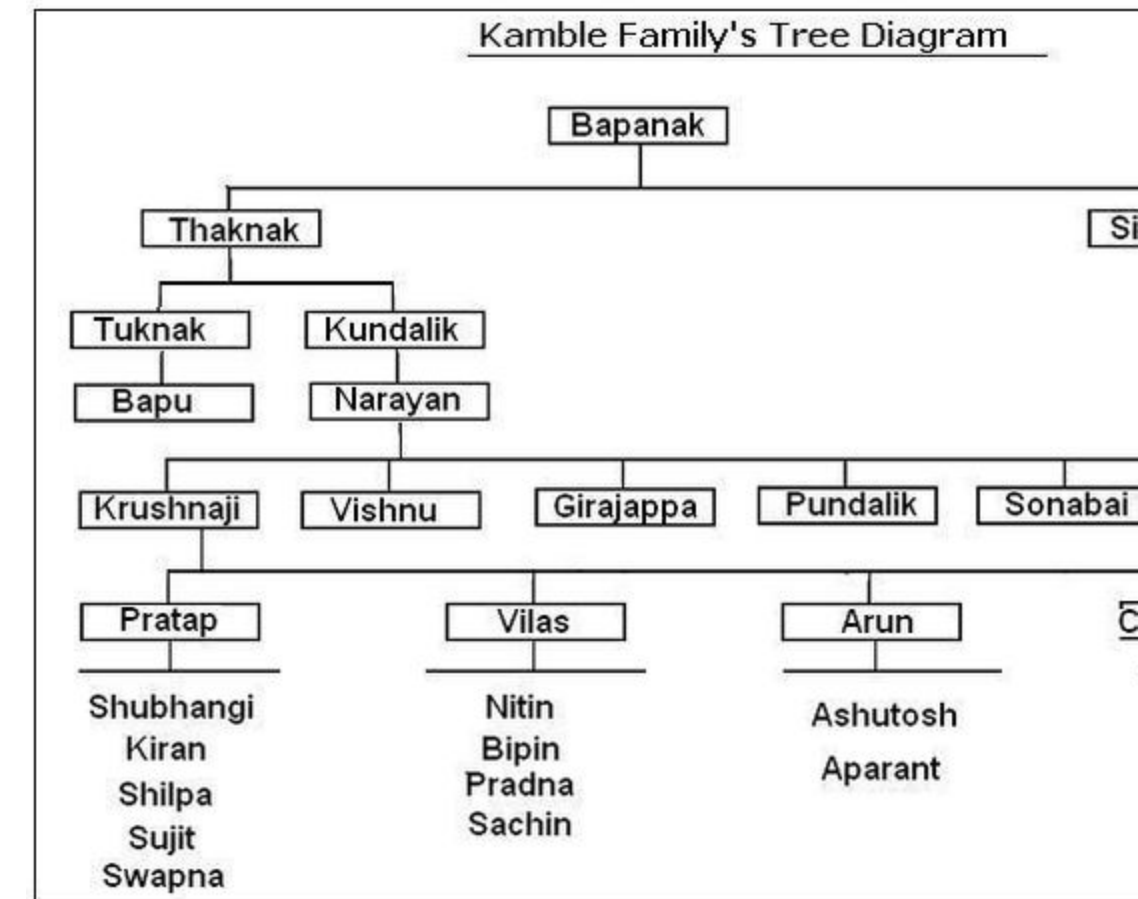 Kamble Family's Tree Diagram
Bapanak
Thaknak
Tuknak Kundalik
Bapu Narayan
Krushnaji Vishnu Girajappa Pundalik Sonabai
Pratap Vilas Arun
Shubhangi
Kiran
Shilpa
Sujit
Swapna
Nitin
Bipin
Pradna
Sachin
Ashutosh
Aparant